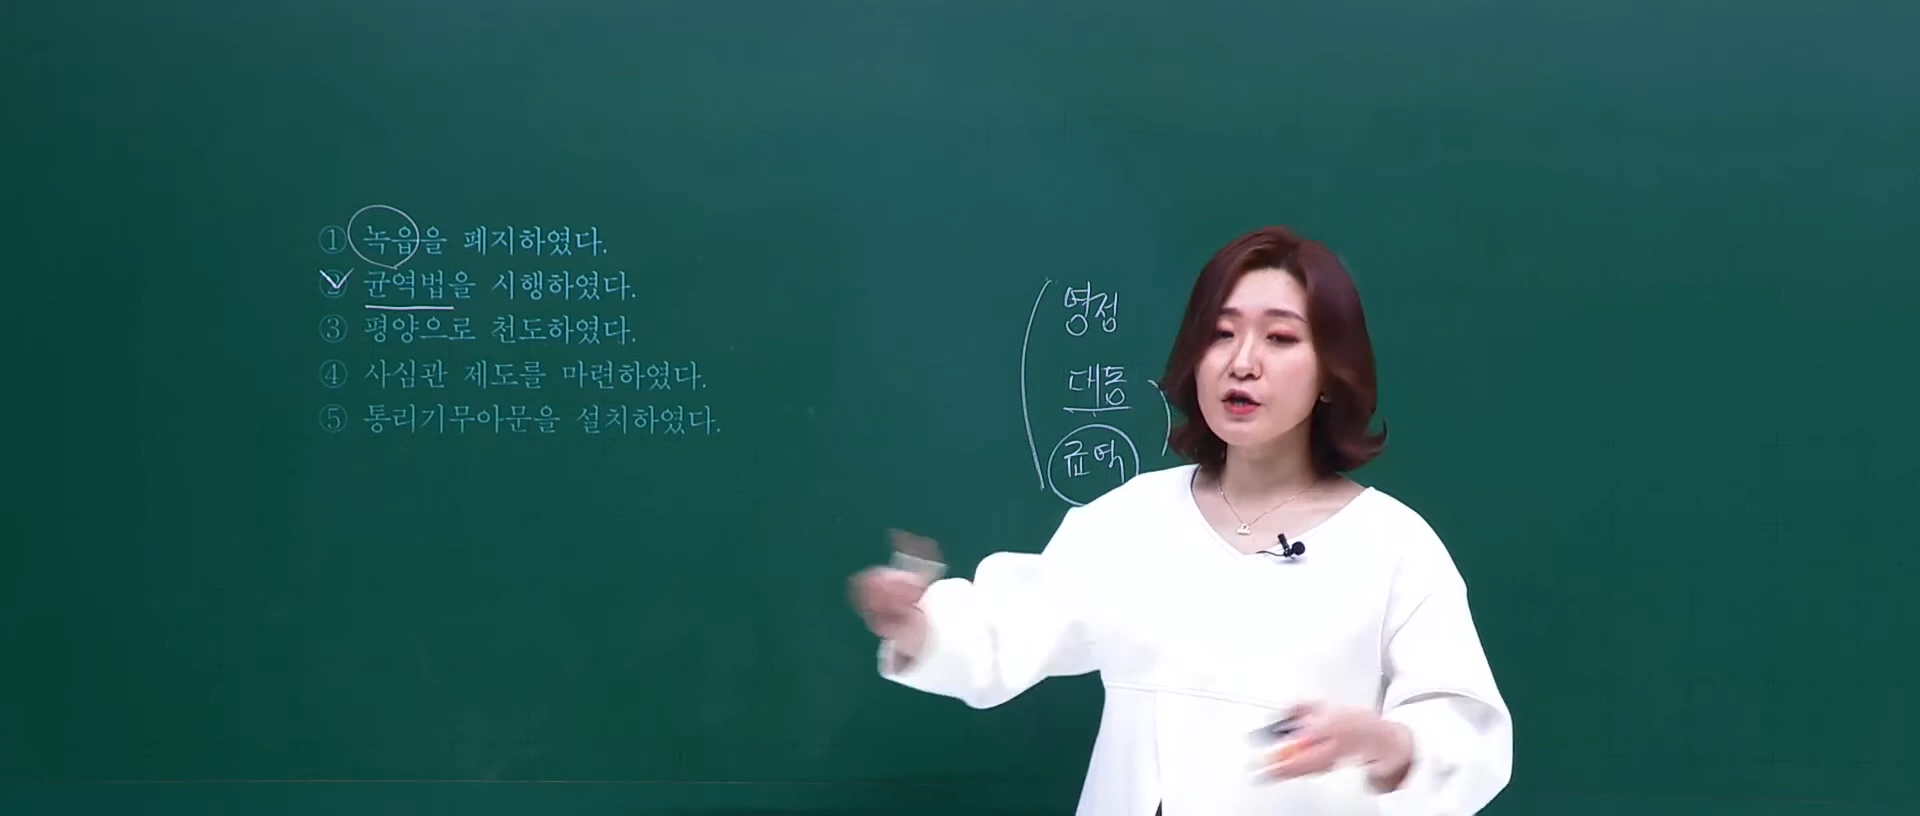 ① 녹읍을 폐지하였다.
② 균역법을 시행하였다.
③ 평양으로 천도하였다.
④ 사심관 제도를 마련하였다.
⑤ 통리기무아문을 설치하였다.
영정
대동
균역